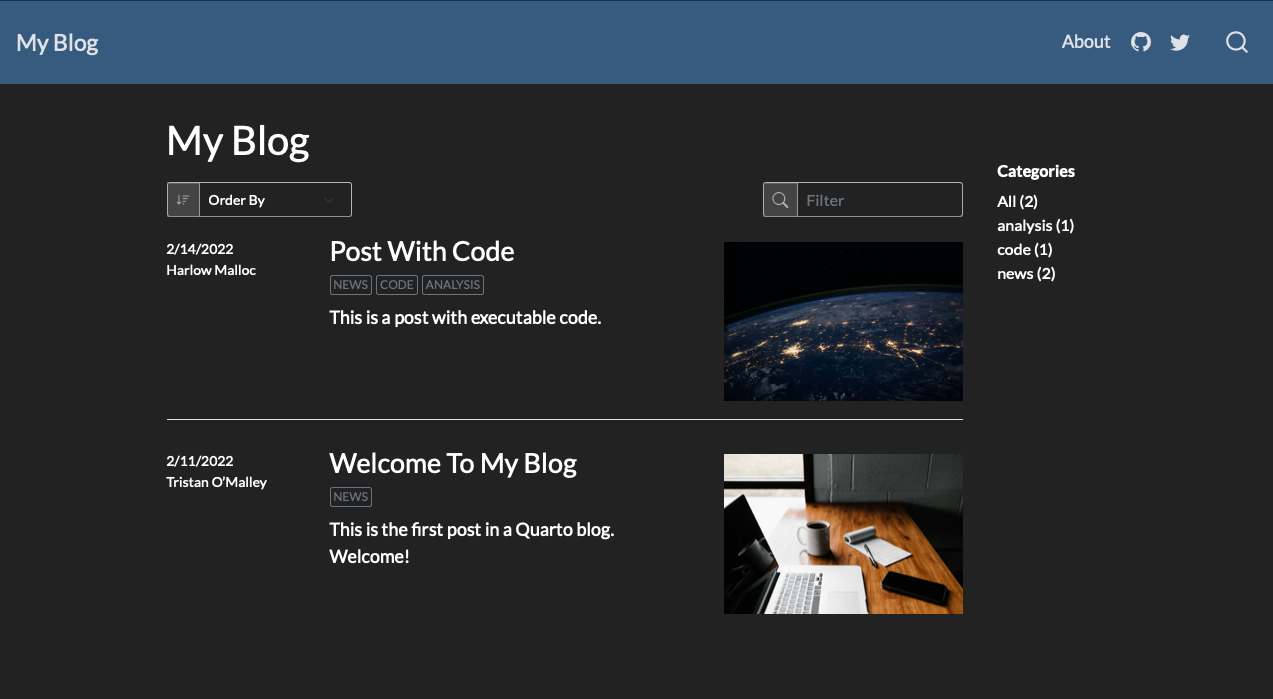 My Blog
About
My Blog
Order By
Filter
Categories
All (2)
analysis (1)
code (1)
news (2)
2/14/2022
Harlow Malloc
Post With Code
NEWS CODE ANALYSIS
This is a post with executable code.
2/11/2022
Tristan O’Malley
Welcome To My Blog
NEWS
This is the first post in a Quarto blog.
Welcome!